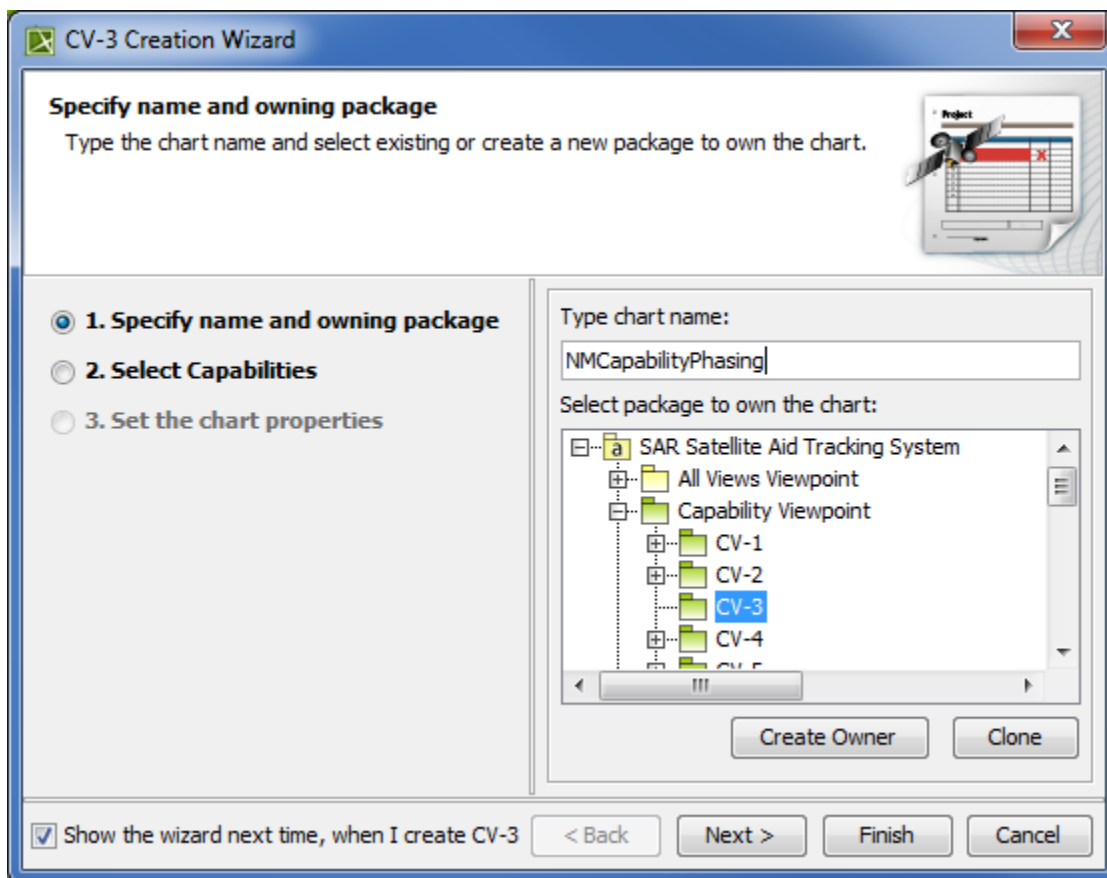 CV-3 Creation Wizard
Specify name and owning package
Type the chart name and select existing or create a new package to own the chart.
Project
1. Specify name and owning package
2. Select Capabilities
3. Set the chart properties
Type chart name:
NMCapabilityPhasing
Select package to own the chart:
a SAR Satellite Aid Tracking System
All Views Viewpoint
Capability Viewpoint
CV-1
CV-2
CV-3
CV-4
Create Owner Clone
Show the wizard next time, when I create CV-3 < Back Next > Finish Cancel